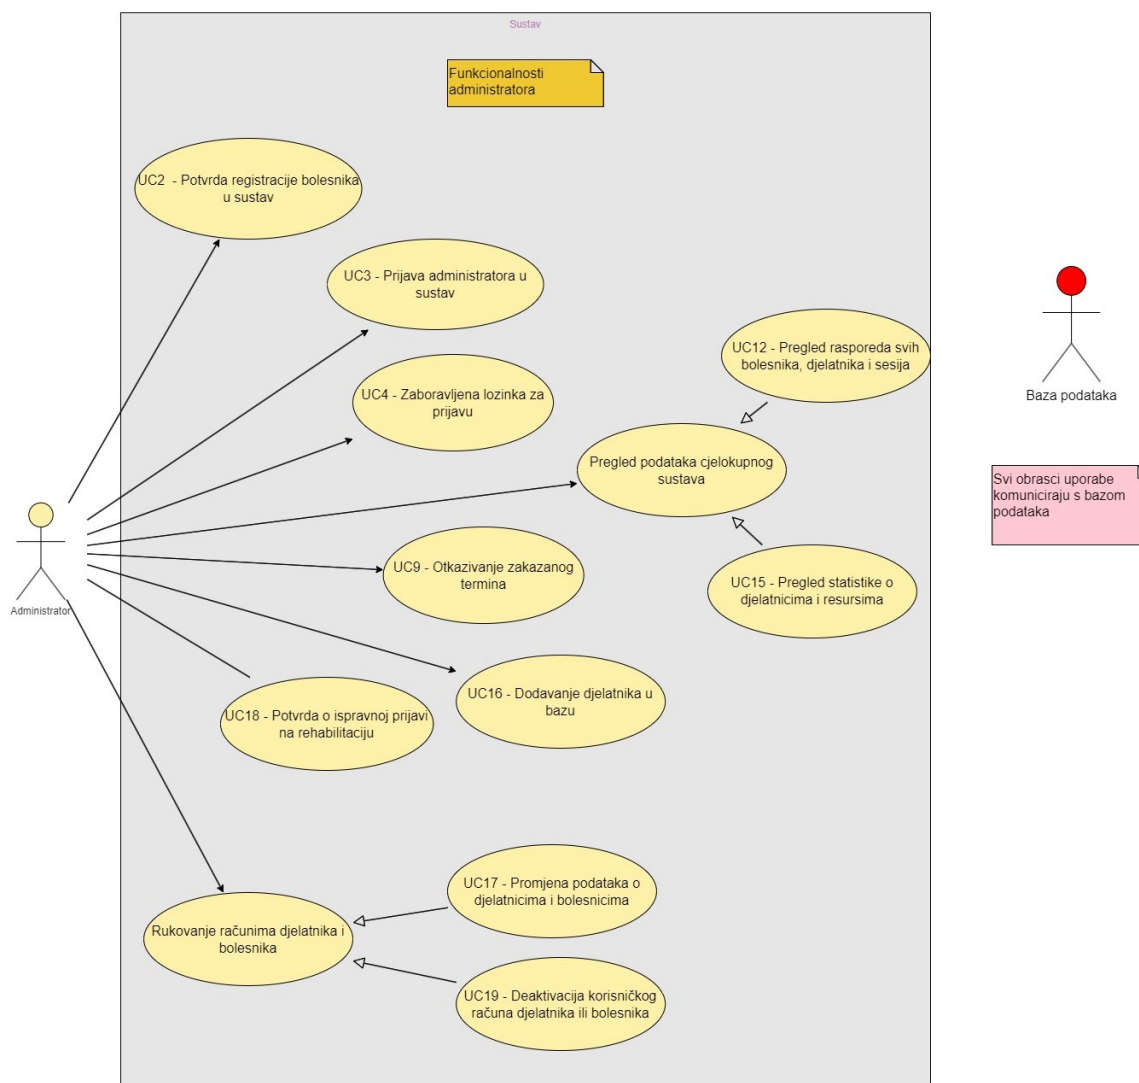 Sustav
Funkcionalnosti
administratora
UC2  - Potvrda registracije bolesnika
u sustav
UC3 - Prijava administratora u
sustav
UC12 - Pregled rasporeda svih
bolesnika, djelatnika i sesija
Baza podataka
UC4 - Zaboravljena lozinka za
prijavu
Pregled podataka cjelokupnog
sustava
Svi obrasci uporabe
komuniciraju s bazom
podataka
UC9 - Otkazivanje zakazanog
termina
UC15 - Pregled statistike o
djelatnicima i resursima
Administrator
UC16 - Dodavanje djelatnika u
bazu
UC18 - Potvrda o ispravnoj prijavi
na rehabilitaciju
UC17 - Promjena podataka o
djelatnicima i bolesnicima
Rukovanje računima djelatnika i
bolesnika
UC19 - Deaktivacija korisničkog
računa djelatnika ili bolesnika